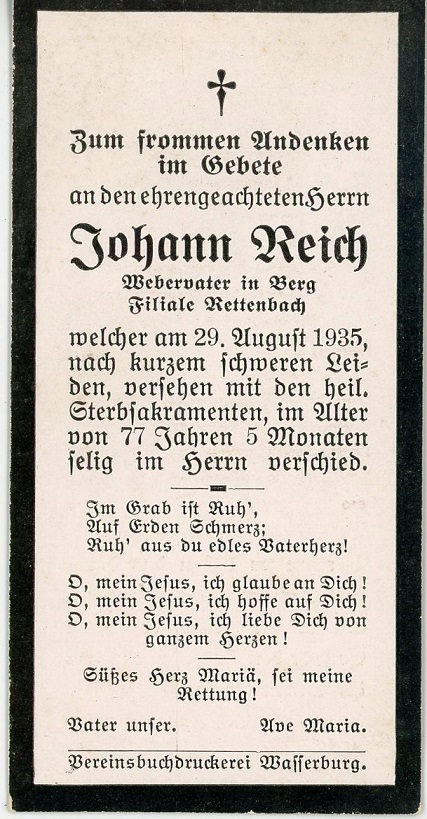 Zum frommen Andenken
im Gebete
an den ehrengeachteten Herrn
Johann Reich
Webervater in Berg
Filiale Rettenbach
welcher am 29. August 1935,
nach kurzem schweren Lei-
den, versehen mit den heil.
Sterbsakramenten, im Alter
von 77 Jahren 5 Monaten
selig im Herrn verschied.
Im Grab ist Ruh',
Auf Erden Schmerz;
Ruh' aus du edles Vaterherz!
O, mein Jesus, ich glaube an Dich!
O, mein Jesus, ich hoffe auf Dich!
O, mein Jesus, ich liebe Dich von
ganzem Herzen!
Süßes Herz Mariä, sei meine
Rettung!
Vater unser. Ave Maria.
Vereinsbuchdruckerei Wasserburg.